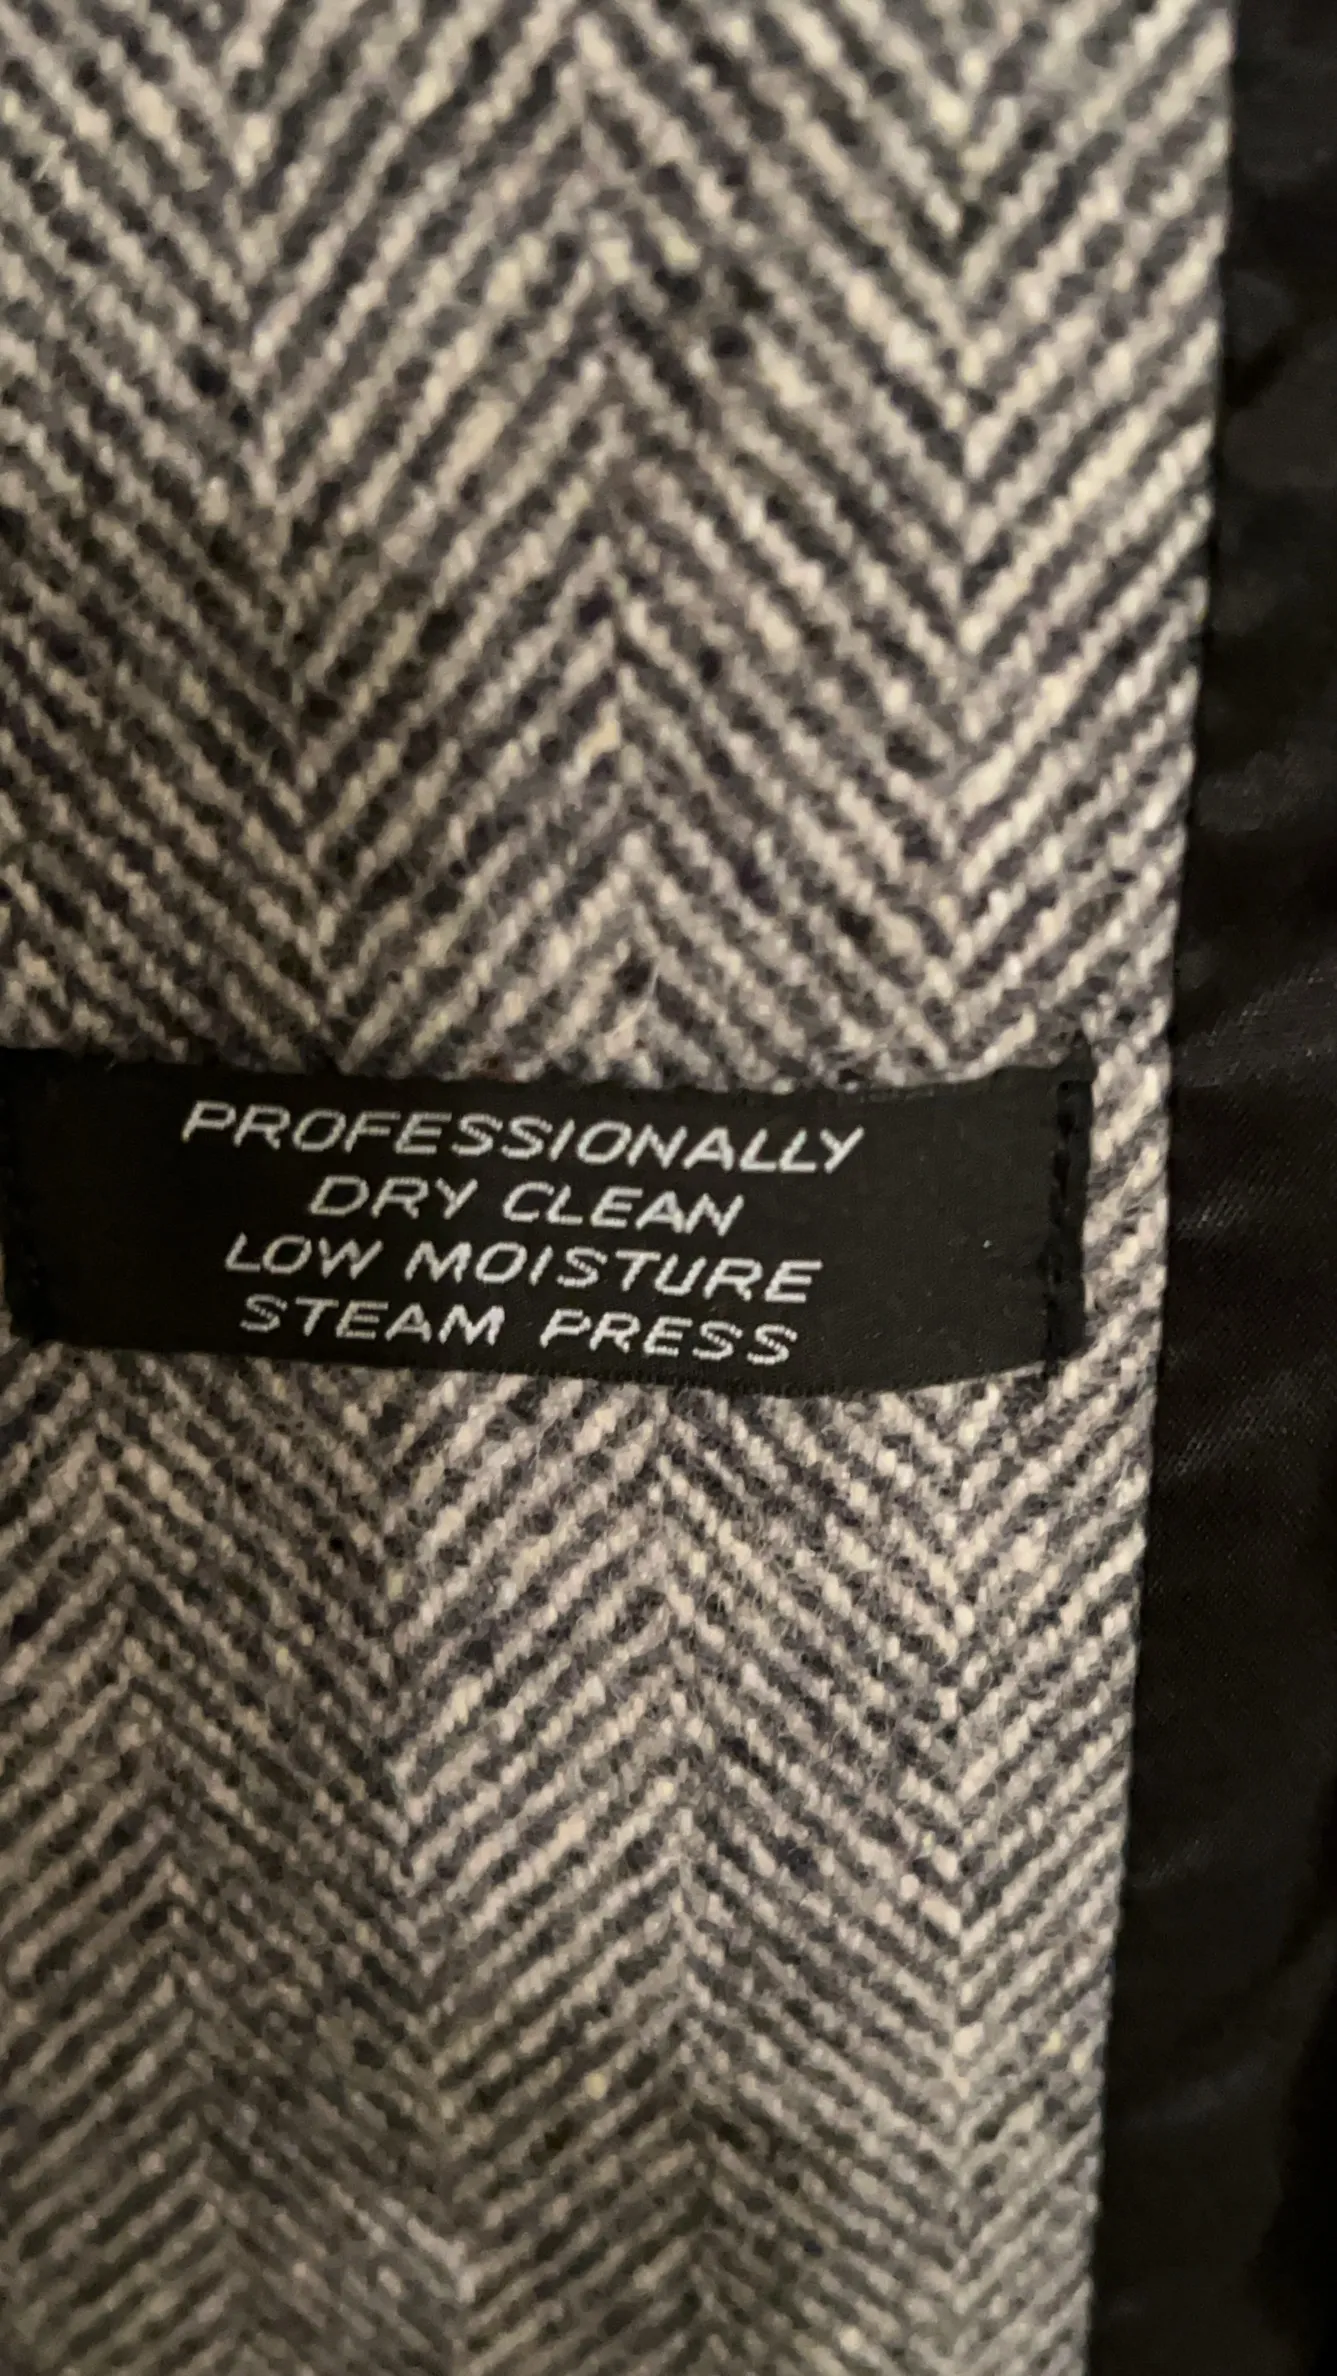 PROFESSIONALLY
DRY CLEAN
LOW MOISTURE
STEAM PRESS